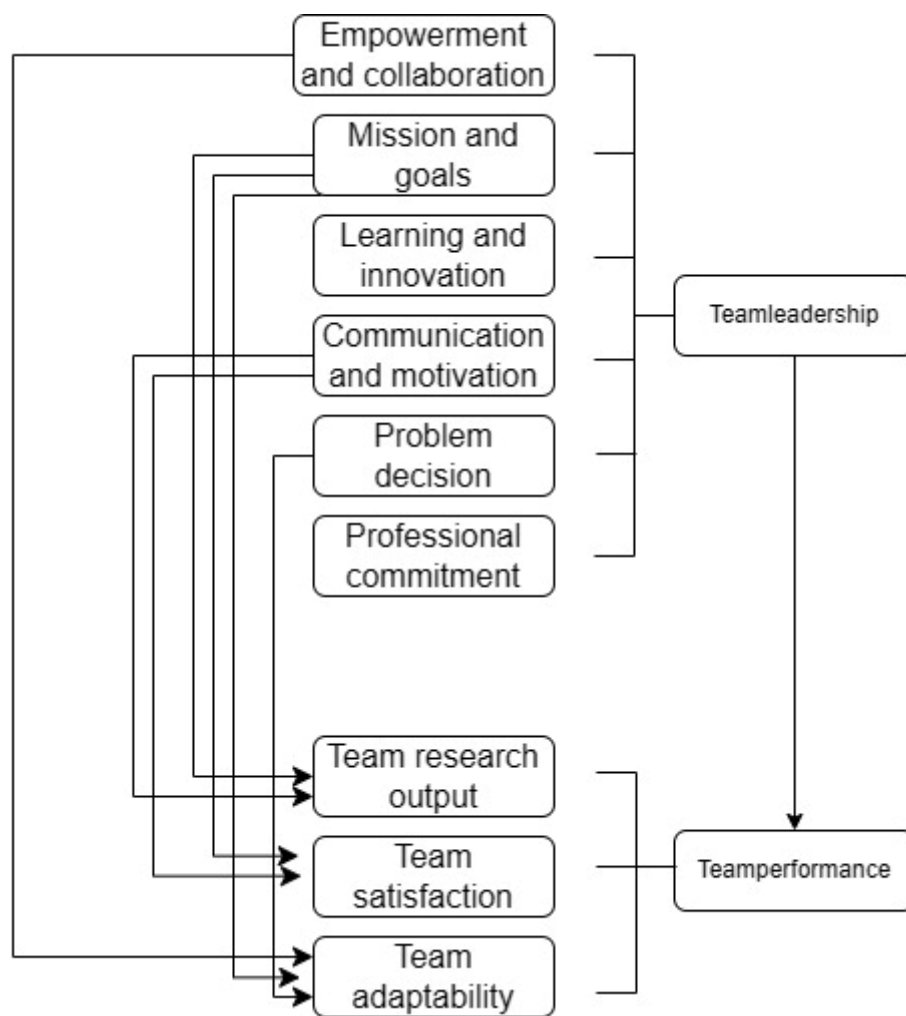 Empowerment
and collaboration
Mission and
goals
Learning and
innovation
Communication
and motivation
Problem
decision
Professional
commitment
Teamleadership
Team research
output
Team
satisfaction
Team
adaptability
Teamperformance